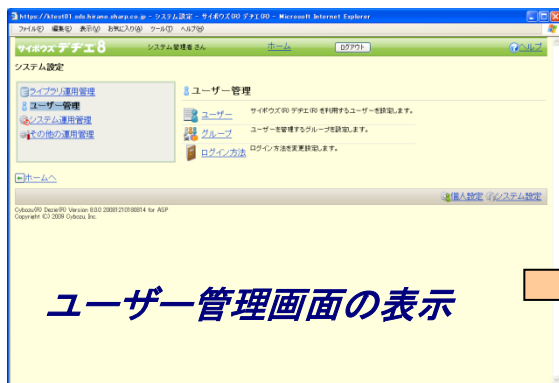 https://ktest01.ods.hirano.sharp.co.jp - システム設定 - サイボウズ(R) デヂエ(R) - Microsoft Internet Explorer
ファイル(F) 編集(E) 表示(V) お気に入り(A) ツール(T) ヘルプ(H)
サイボウズ デヂエ8 システム管理者 さん ホーム ログアウト ヘルプ
システム設定
ライブラリ運用管理
ユーザー管理
システム運用管理
その他の運用管理
ユーザー管理
ユーザー サイボウズ(R) デヂエ(R) を利用するユーザーを設定します。
グループ ユーザーを管理するグループを設定します。
ログイン方法 ログイン方法を変更設定します。
ホームへ
個人設定 システム設定
Cybozu(R) Dezie(R) Version 8.0.0 20081210180814 for ASP
Copyright (C) 2009 Cybozu, Inc.
ユーザー管理画面の表示